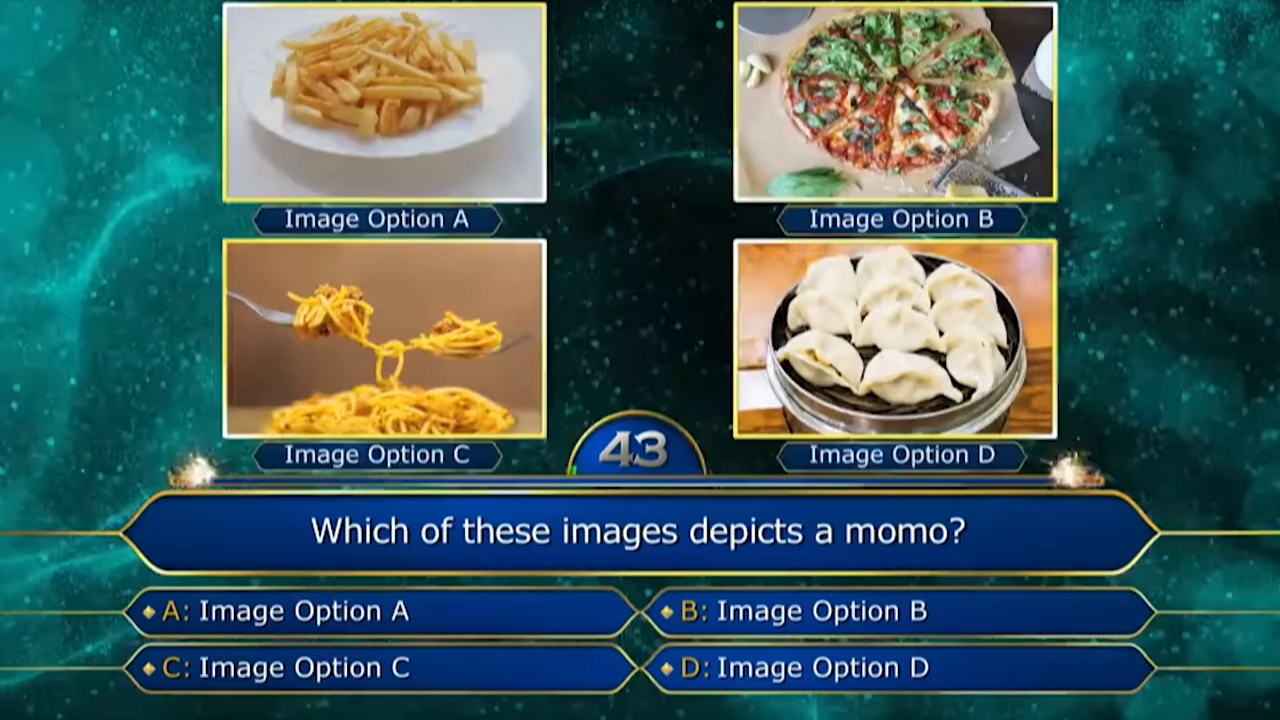 Image Option A
Image Option B
Image Option C
Image Option D
43
Which of these images depicts a momo?
A: Image Option A
B: Image Option B
C: Image Option C
D: Image Option D